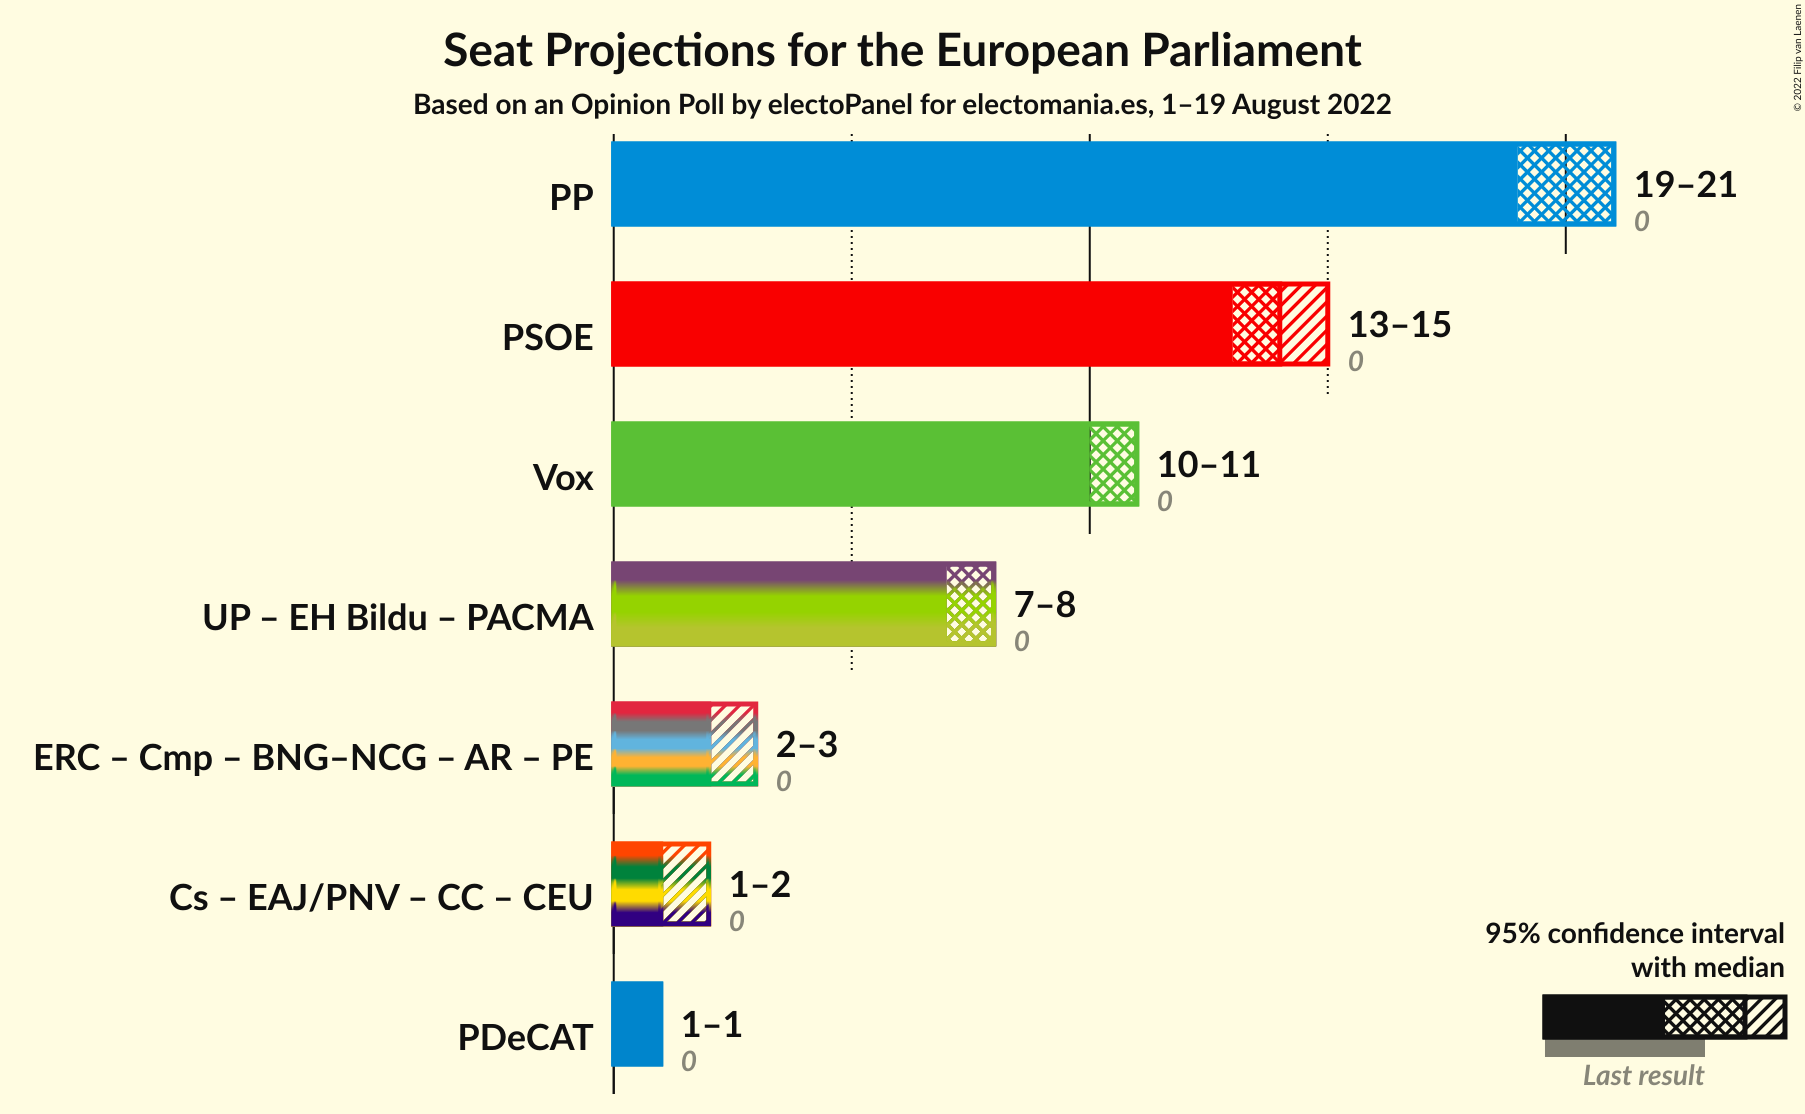 Seat Projections for the European Parliament
Based on an Opinion Poll by electoPanel for electomania.es, 1–19 August 2022
© 2022 Filip van Laenen
PP
19–21
0
PSOE
13–15
0
Vox
10–11
0
UP – EH Bildu – PACMA
7–8
0
ERC – Cmp – BNG–NCG – AR – PE
2–3
0
Cs – EAJ/PNV – CC – CEU
1–2
0
PDeCAT
1–1
0
95% confidence interval
with median
Last result